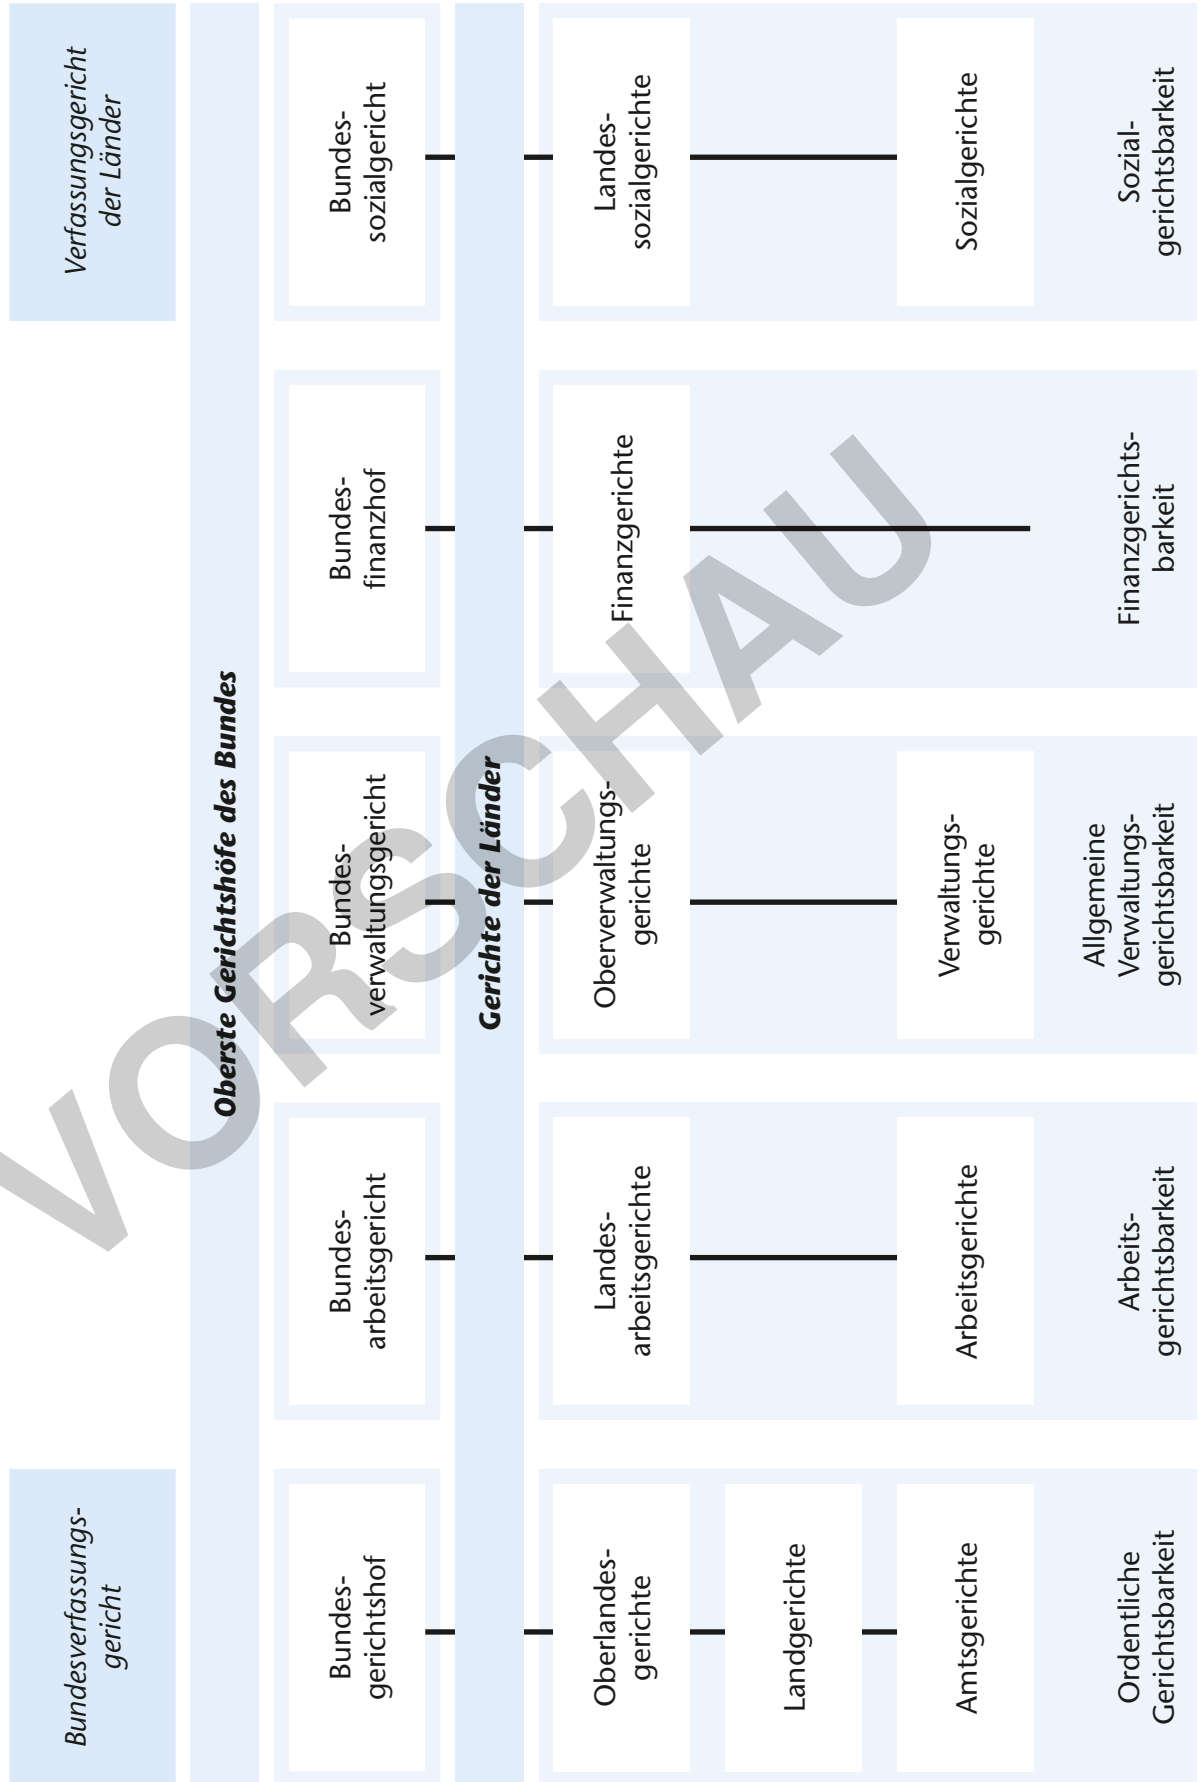 Bundesverfassungs-
gericht
Verfassungsgericht
der Länder
Oberste Gerichtshöfe des Bundes
Bundes-
gerichtshof
Bundes-
arbeitsgericht
Bundes-
verwaltungsgericht
Bundes-
finanzhof
Bundes-
sozialgericht
Gerichte der Länder
Oberlandes-
gerichte
Landes-
arbeitsgerichte
Oberverwaltungs-
gerichte
Finanzgerichte
Landes-
sozialgerichte
Landgerichte
Amtsgerichte
Arbeitsgerichte
Verwaltungs-
gerichte
Sozialgerichte
Ordentliche
Gerichtsbarkeit
Arbeits-
gerichtsbarkeit
Allgemeine
Verwaltungs-
gerichtsbarkeit
Finanzgerichts-
barkeit
Sozial-
gerichtsbarkeit
VORSCHAU